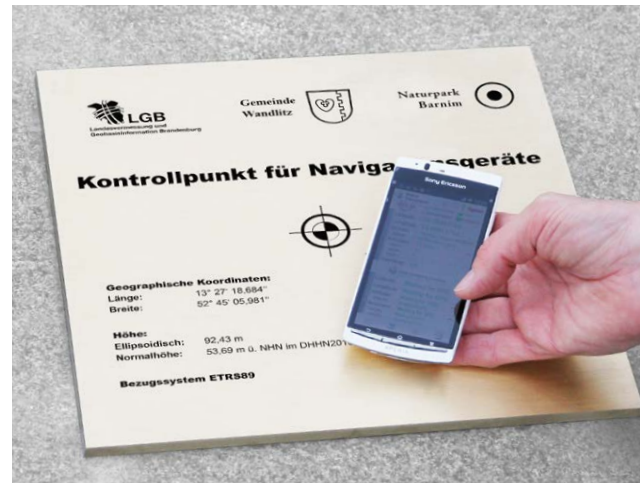 LGB
Landesvermessung und
Geobasisinformation Brandenburg
Gemeinde
Wandlitz
Naturpark
Barnim
Kontrollpunkt für Naviga nsgeräte
Geographische Koordinaten:
Länge: 13° 27' 18,684"
Breite: 52° 45' 05,981"
Höhe:
Ellipsoidisch: 92,43 m
Normalhöhe: 53,69 m ü. NHN im DHHN201
Bezugssystem ETRS89
Sony Ericsson